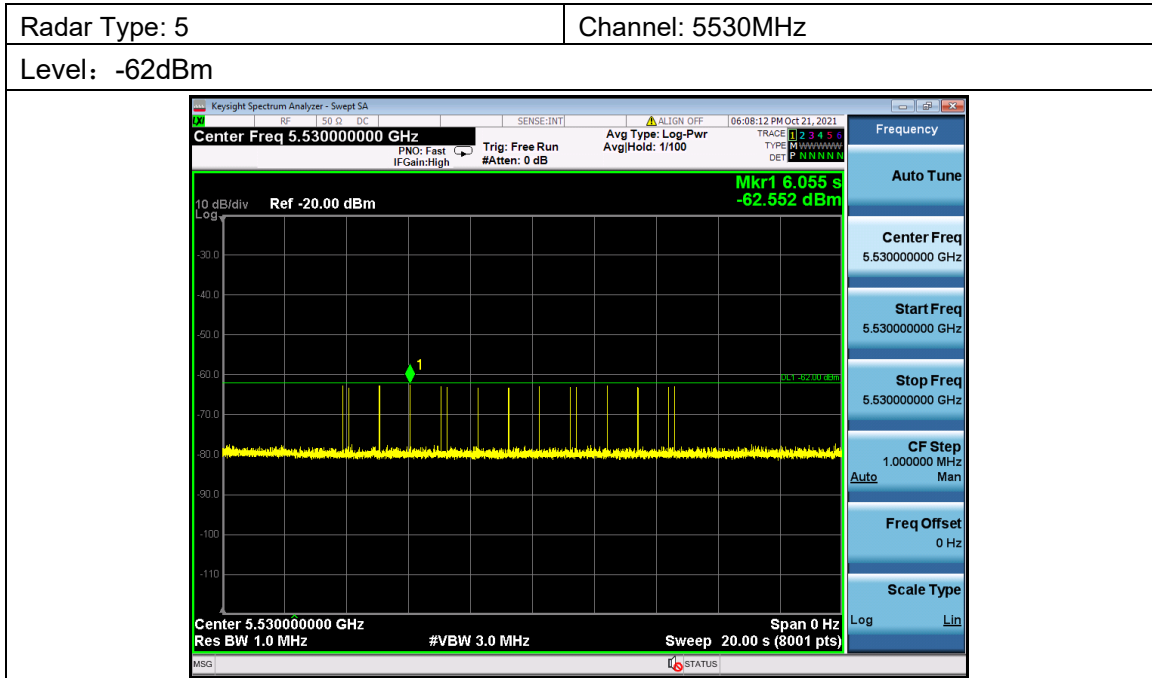 Radar Type: 5
Channel: 5530MHz
Level：-62dBm
Keysight Spectrum Analyzer - Swept SA
LXI RF 50 Ω DC SENSE:INT ALIGN OFF 06:08:12 PM Oct 21, 2021
Center Freq 5.530000000 GHz
PNO: Fast
IFGain:High
Trig: Free Run
#Atten: 0 dB
Avg Type: Log-Pwr
Avg|Hold: 1/100
TRACE 1 2 3 4 5 6
TYPE M WWWWW
DET P N N N N N
Mkr1 6.055 s
-62.552 dBm
10 dB/div Ref -20.00 dBm
Log
-30.0
-40.0
-50.0
-60.0
-70.0
-80.0
-90.0
-100
-110
1
DL1 -62.00 dBm
Center 5.530000000 GHz Span 0 Hz
Res BW 1.0 MHz #VBW 3.0 MHz Sweep 20.00 s (8001 pts)
MSG STATUS
Frequency
Auto Tune
Center Freq
5.530000000 GHz
Start Freq
5.530000000 GHz
Stop Freq
5.530000000 GHz
CF Step
1.000000 MHz
Auto Man
Freq Offset
0 Hz
Scale Type
Log Lin